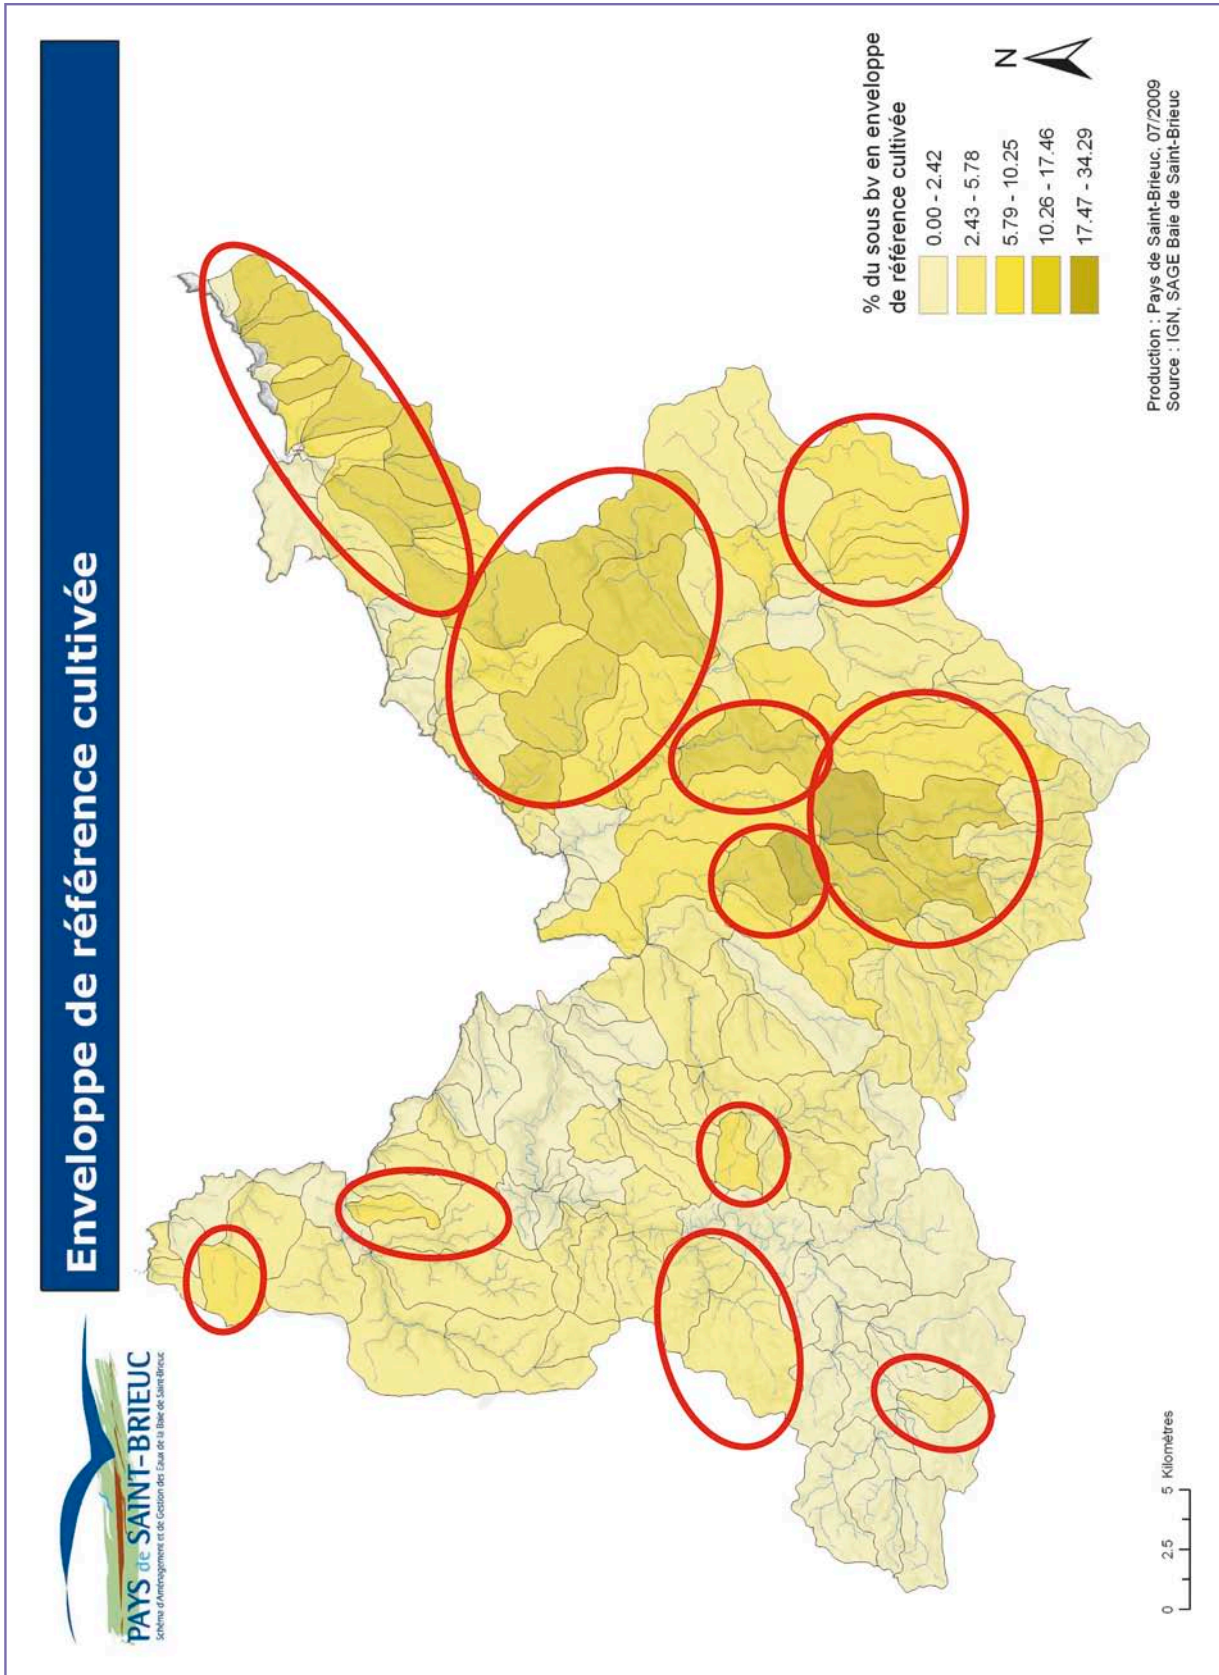 Enveloppe de référence cultivée
PAYS de SAINT-BRIEUC
Schéma d'Aménagement et de Gestion des Eaux de la Baie de Saint-Brieuc
% du sous bv en enveloppe
de référence cultivée
0.00 - 2.42
2.43 - 5.78
5.79 - 10.25
10.26 - 17.46
17.47 - 34.29
N
0 2.5 5 Kilomètres
Production : Pays de Saint-Brieuc, 07/2009
Source : IGN, SAGE Baie de Saint-Brieuc